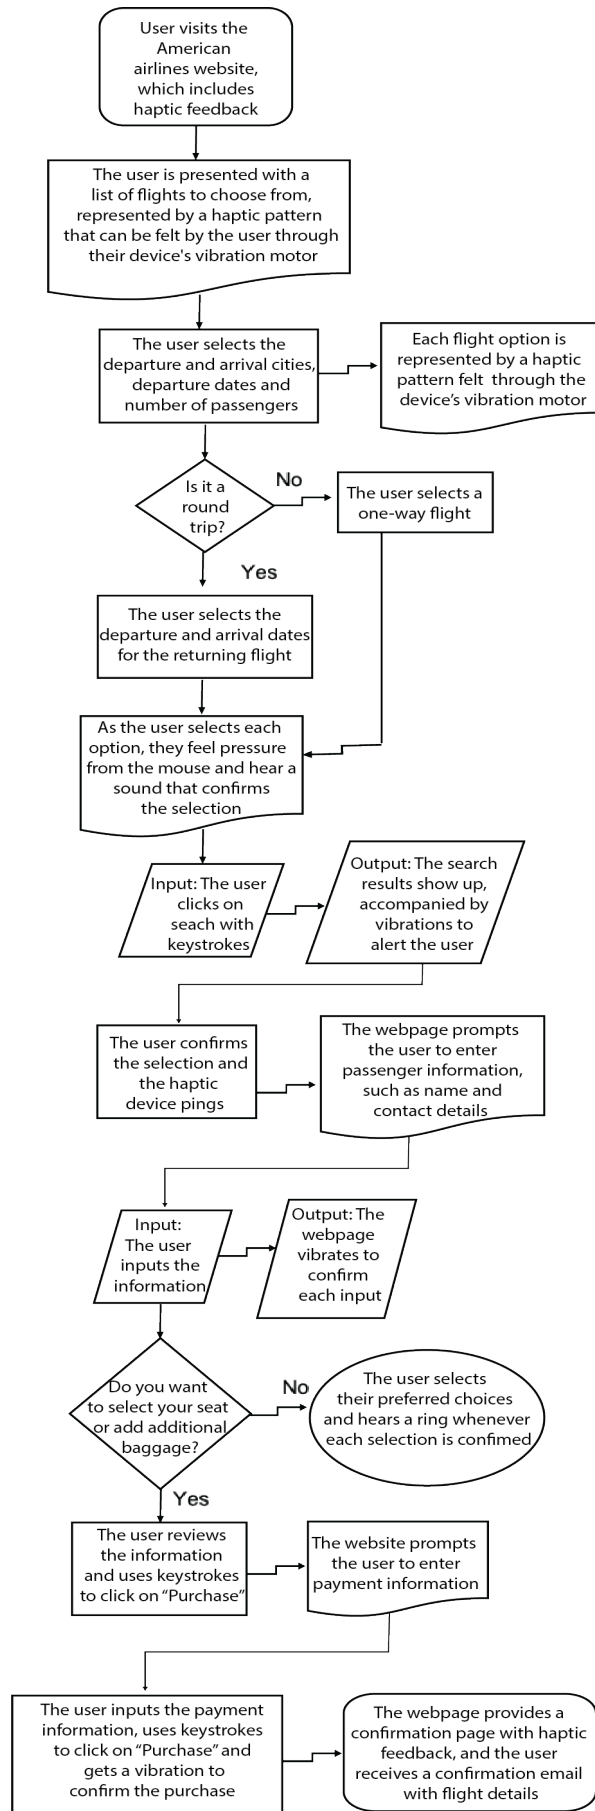 User visits the
American
airlines website,
which includes
haptic feedback
The user is presented with a
list of flights to choose from,
represented by a haptic pattern
that can be felt by the user through
their device's vibration motor
The user selects the
departure and arrival cities,
departure dates and
number of passengers
Each flight option is
represented by a haptic
pattern felt through the
device's vibration motor
Is it a
round
trip?
No
The user selects a
one-way flight
Yes
The user selects the
departure and arrival dates
for the returning flight
As the user selects each
option, they feel pressure
from the mouse and hear a
sound that confirms
the selection
Input: The user
clicks on
seach with
keystrokes
Output: The search
results show up,
accompanied by
vibrations to
alert the user
The user confirms
the selection and
the haptic
device pings
The webpage prompts
the user to enter
passenger information,
such as name and
contact details
Input:
The user
inputs the
information
Output: The
webpage
vibrates to
confirm
each input
Do you want
to select your seat
or add additional
baggage?
No
The user selects
their preferred choices
and hears a ring whenever
each selection is confimed
Yes
The user reviews
the information
and uses keystrokes
to click on “Purchase”
The website prompts
the user to enter
payment information
The user inputs the payment
information, uses keystrokes
to click on “Purchase” and
gets a vibration to
confirm the purchase
The webpage provides a
confirmation page with haptic
feedback, and the user
receives a confirmation email
with flight details